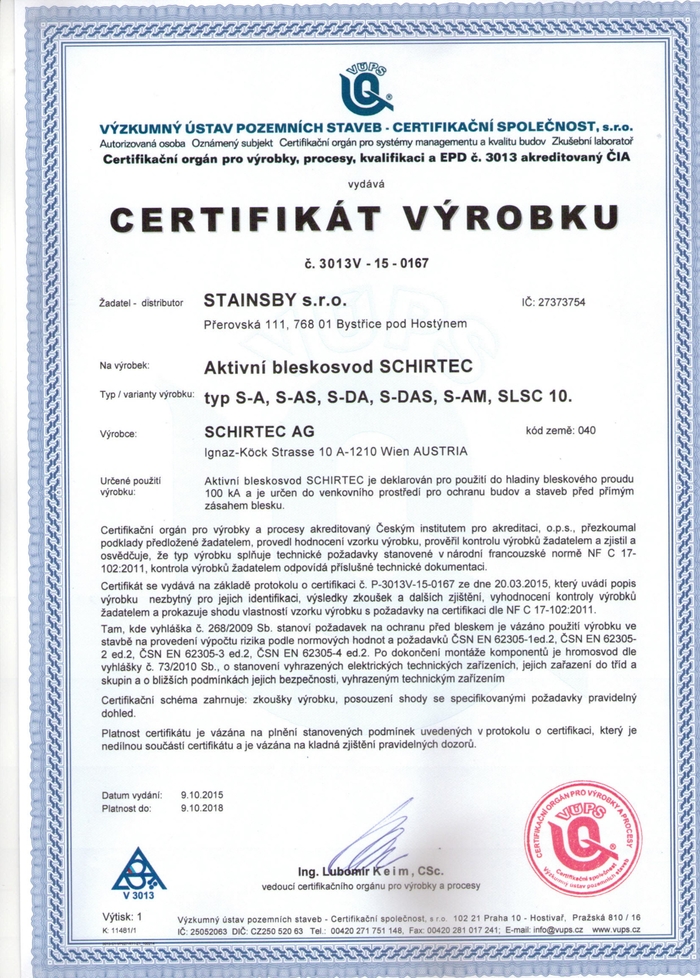 VÚPS
VÝZKUMNÝ ÚSTAV POZEMNÍCH STAVEB - CERTIFIKAČNÍ SPOLEČNOST, s.r.o.
Autorizovaná osoba Oznámený subjekt Certifikační orgán pro systémy managementu a kvalitu budov Zkušební laboratoř
Certifikační orgán pro výrobky, procesy, kvalifikaci a EPD č. 3013 akreditovaný ČIA
vydává
CERTIFIKÁT VÝROBKU
č. 3013V - 15 - 0167
Žadatel - distributor STAINSBY s.r.o. IČ: 27373754
Přerovská 111, 768 01 Bystřice pod Hostýnem
Na výrobek: Aktivní bleskosvod SCHIRTEC
Typ / varianty výrobku: typ S-A, S-AS, S-DA, S-DAS, S-AM, SLSC 10.
Výrobce: SCHIRTEC AG kód země: 040
Ignaz-Köck Strasse 10 A-1210 Wien AUSTRIA
Určené použití výrobku: Aktivní bleskosvod SCHIRTEC je deklarován pro použití do hladiny bleskového proudu
100 kA a je určen do venkovního prostředí pro ochranu budov a staveb před přímým
zásahem blesku.
Certifikační orgán pro výrobky a procesy akreditovaný Českým institutem pro akreditaci, o.p.s., přezkoumal
podklady předložené žadatelem, provedl hodnocení vzorku výrobku, prověřil kontrolu výrobků žadatelem a zjistil a
osvědčuje, že typ výrobku splňuje technické požadavky stanovené v národní francouzské normě NF C 17-
102:2011, kontrola výrobků žadatelem odpovídá příslušné technické dokumentaci.
Certifikát se vydává na základě protokolu o certifikaci č. P-3013V-15-0167 ze dne 20.03.2015, který uvádí popis
výrobku nezbytný pro jejich identifikaci, výsledky zkoušek a dalších zjištění, vyhodnocení kontroly výrobků
žadatelem a prokazuje shodu vlastností vzorku výrobku s požadavky na certifikaci dle NF C 17-102:2011.
Tam, kde vyhláška č. 268/2009 Sb. stanoví požadavek na ochranu před bleskem je vázáno použití výrobku ve
stavbě na provedení výpočtu rizika podle normových hodnot a požadavků ČSN EN 62305-1ed.2, ČSN EN 62305-
2 ed.2, ČSN EN 62305-3 ed.2, ČSN EN 62305-4 ed.2. Po dokončení montáže komponentů je hromosvod dle
vyhlášky č. 73/2010 Sb., o stanovení vyhrazených elektrických technických zařízeních, jejich zařazení do tříd a
skupin a o bližších podmínkách jejich bezpečnosti, vyhrazeným technickým zařízením
Certifikační schéma zahrnuje: zkoušky výrobku, posouzení shody se specifikovanými požadavky pravidelný
dohled.
Platnost certifikátu je vázána na plnění stanovených podmínek uvedených v protokolu o certifikaci, který je
nedílnou součástí certifikátu a je vázána na kladná zjištění pravidelných dozorů.
Datum vydání: 9.10.2015
Platnost do: 9.10.2018
CERTIFIKAČNÍ ORGÁN PRO VÝROBKY A PROCESY
VÚPS
Certifikační společnost
Výzkumný ústav pozemních staveb
V 3013
Ing. Lubomír Keim, CSc.
vedoucí certifikačního orgánu pro výrobky a procesy
Výtisk: 1
K: 11481/1
Výzkumný ústav pozemních staveb - Certifikační společnost, s.r.o. 102 21 Praha 10 - Hostivař, Pražská 810 / 16
IČ: 25052063 DIČ: CZ250 520 63 Tel.: 00420 271 751 148, Fax: 00420 281 017 241; E-mail: info@vups.cz www.vups.cz